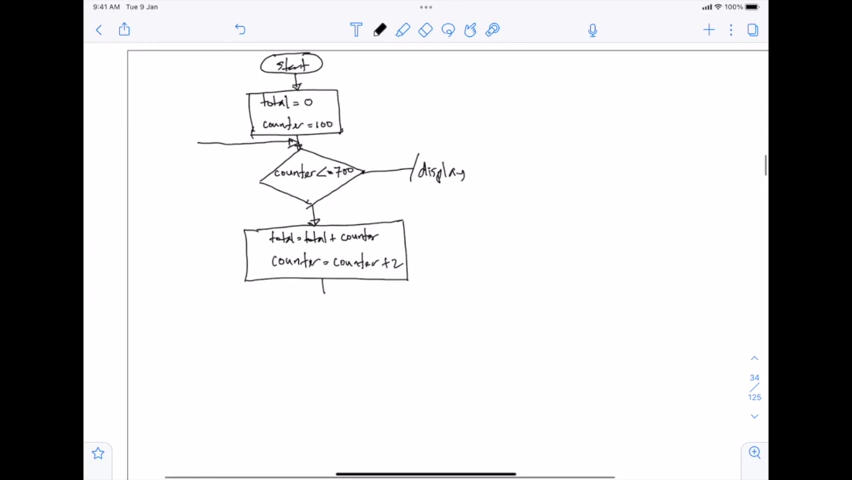 9:41 AM Tue 9 Jan
100%
start
total = 0
counter = 100
counter <= 700
display
total = total + counter
counter = counter + 2
34
125